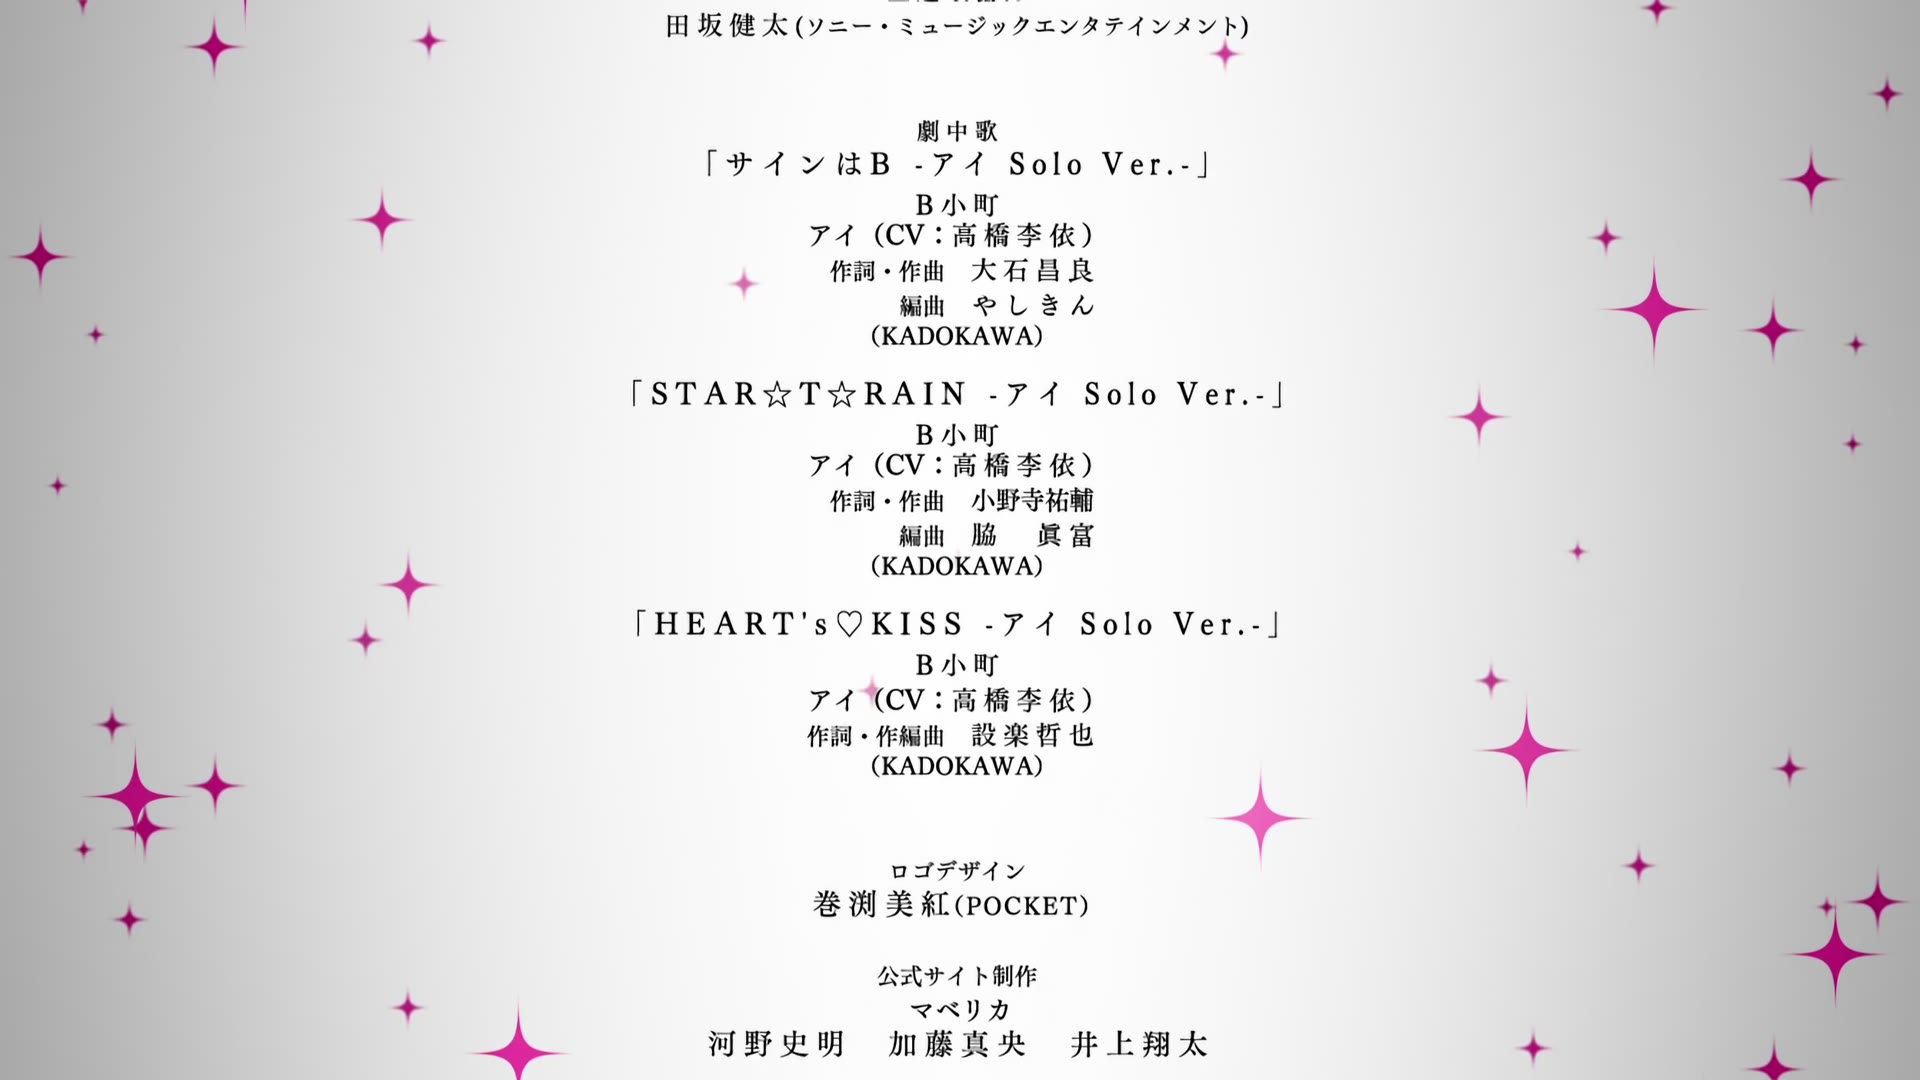 田坂健太(ソニー・ミュージックエンタテインメント)
劇中歌
「サインはB -アイ Solo Ver.-」
B小町
アイ（CV：高橋李依）
作詞・作曲　大石昌良
編曲　やしきん
（KADOKAWA）
「STAR☆T☆RAIN -アイ Solo Ver.-」
B小町
アイ（CV：高橋李依）
作詞・作曲　小野寺祐輔
編曲　脇　眞富
（KADOKAWA）
「HEART's♡KISS -アイ Solo Ver.-」
B小町
アイ（CV：高橋李依）
作詞・作編曲　設楽哲也
（KADOKAWA）
ロゴデザイン
巻渕美紅(POCKET)
公式サイト制作
マベリカ
河野史明　加藤真央　井上翔太